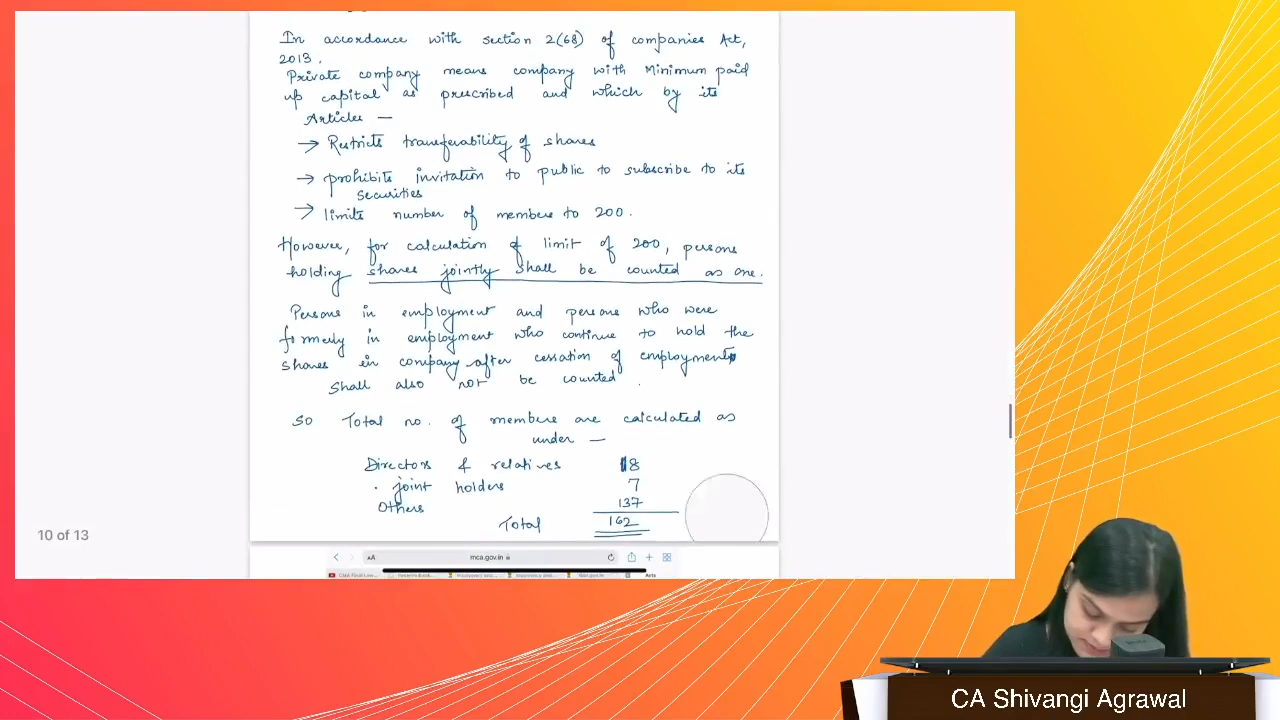 In accordance with section 2(68) of companies Act,
2013.
Private company means company with Minimum paid
up capital as prescribed and which by its
Articles —
→ Restricts transferability of shares
→ prohibits invitation to public to subscribe to its
securities
→ limits number of members to 200.
However, for calculation of limit of 200, persons
holding shares jointly shall be counted as one.
Persons in employment and persons who were
formerly in employment who continue to hold the
shares in company after cessation of employment
shall also not be counted.
So Total no. of members are calculated as
under —
Directors & relatives 18
. joint holders 7
Others 137
Total 162
10 of 13
AA mca.gov.in
CA Shivangi Agrawal